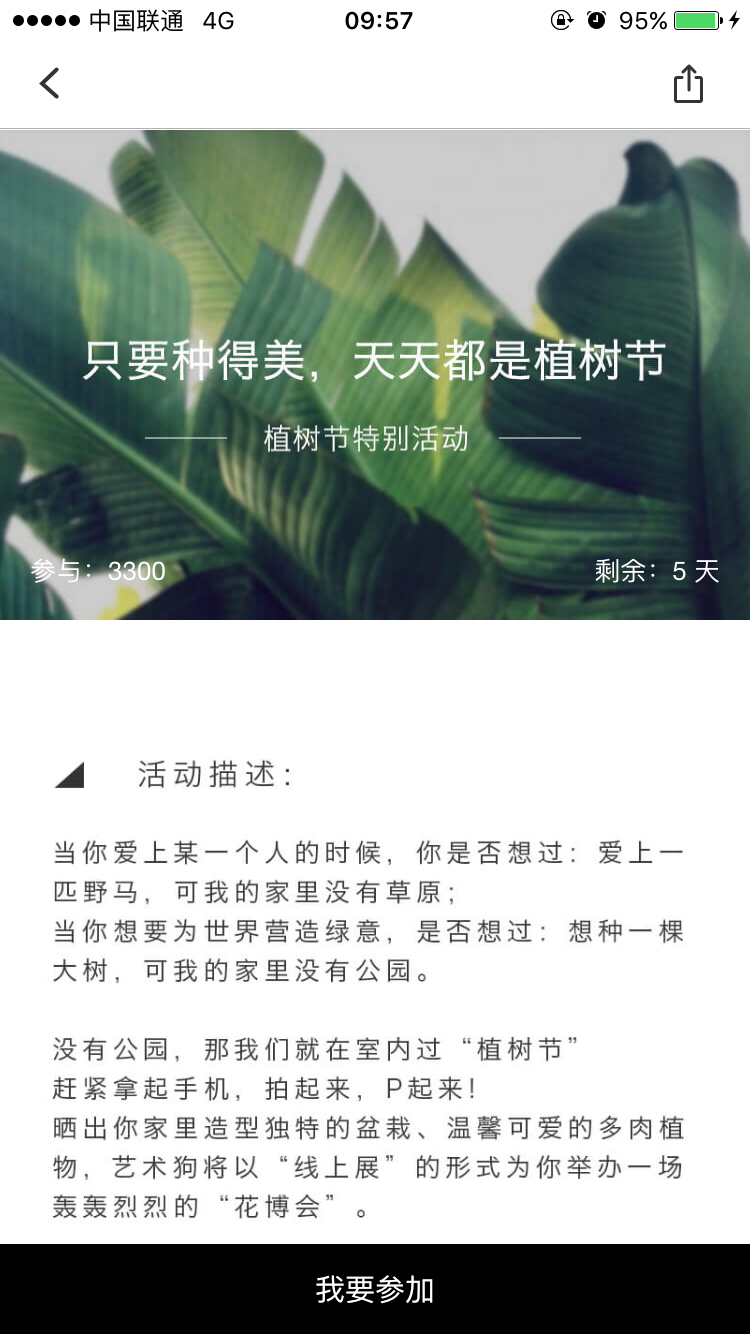 中国联通 4G 09:57 95%
只要种得美，天天都是植树节
植树节特别活动
参与：3300 剩余：5 天
活动描述：
当你爱上某一个人的时候，你是否想过：爱上一
匹野马，可我的家里没有草原；
当你想要为世界营造绿意，是否想过：想种一棵
大树，可我的家里没有公园。
没有公园，那我们就在室内过“植树节”
赶紧拿起手机，拍起来，P起来！
晒出你家里造型独特的盆栽、温馨可爱的多肉植
物，艺术狗将以“线上展”的形式为你举办一场
轰轰烈烈的“花博会”。
我要参加